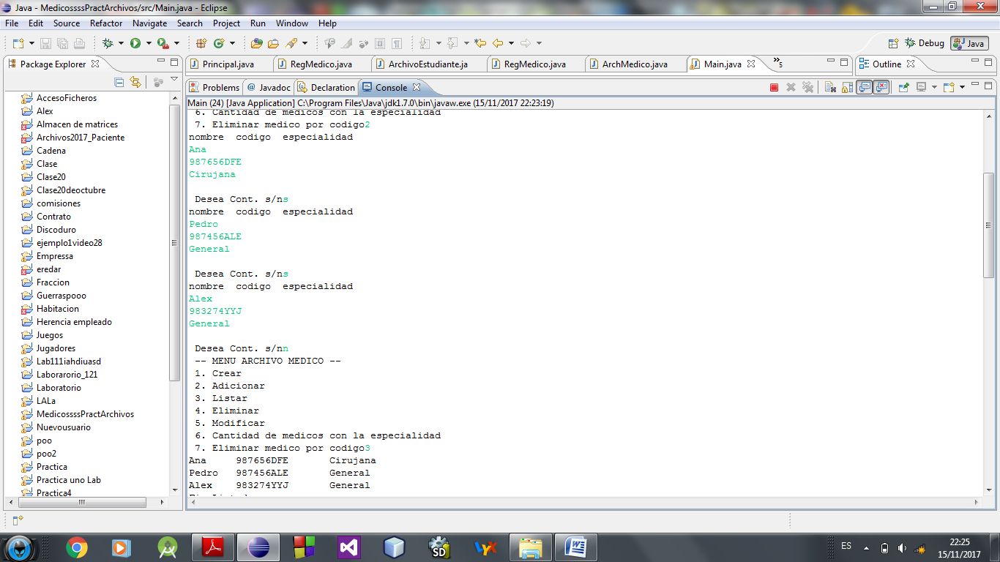 Java - MedicossssPractArchivos/src/Main.java - Eclipse
File Edit Source Refactor Navigate Search Project Run Window Help
Debug Java
Package Explorer
Principal.java RegMedico.java ArchivoEstudiante.ja RegMedico.java ArchMedico.java Main.java »5
Outline
Problems @ Javadoc Declaration Console
Main (24) [Java Application] C:\Program Files\Java\jdk1.7.0\bin\javaw.exe (15/11/2017 22:23:19)
AccesoFicheros
Alex
Almacen de matrices
Archivos2017_Paciente
Cadena
Clase
Clase20
Clase20deoctubre
comisiones
Contrato
Discoduro
ejemplo1video28
Empressa
eredar
Fraccion
Guerraspooo
Habitacion
Herencia empleado
Juegos
Jugadores
Lab111iahdiuasd
Laborarorio_121
Laboratorio
LALa
MedicossssPractArchivos
Nuevousuario
poo
poo2
Practica
Practica uno Lab
Practica4
6. Cantidad de medicos con la especialidad
7. Eliminar medico por codigo2
nombre codigo especialidad
Ana
987656DFE
Cirujana
Desea Cont. s/ns
nombre codigo especialidad
Pedro
987456ALE
General
Desea Cont. s/ns
nombre codigo especialidad
Alex
983274YYJ
General
Desea Cont. s/nn
-- MENU ARCHIVO MEDICO --
1. Crear
2. Adicionar
3. Listar
4. Eliminar
5. Modificar
6. Cantidad de medicos con la especialidad
7. Eliminar medico por codigo3
Ana 987656DFE Cirujana
Pedro 987456ALE General
Alex 983274YYJ General
SD
ES
22:25
15/11/2017